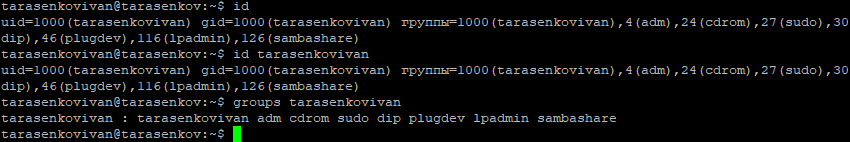 tarasenkovivan@tarasenkov:~$ id
uid=1000(tarasenkovivan) gid=1000(tarasenkovivan) группы=1000(tarasenkovivan),4(adm),24(cdrom),27(sudo),30(
dip),46(plugdev),116(lpadmin),126(sambashare)
tarasenkovivan@tarasenkov:~$ id tarasenkovivan
uid=1000(tarasenkovivan) gid=1000(tarasenkovivan) группы=1000(tarasenkovivan),4(adm),24(cdrom),27(sudo),30(
dip),46(plugdev),116(lpadmin),126(sambashare)
tarasenkovivan@tarasenkov:~$ groups tarasenkovivan
tarasenkovivan : tarasenkovivan adm cdrom sudo dip plugdev lpadmin sambashare
tarasenkovivan@tarasenkov:~$